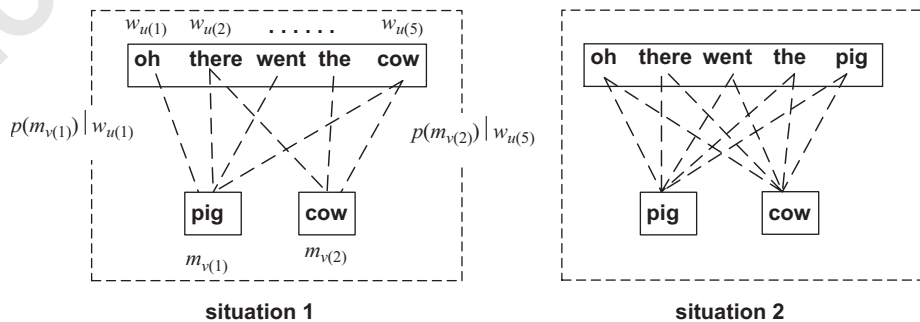 w_{u(1)} w_{u(2)} ...... w_{u(5)}
oh there went the cow
p(m_{v(1)})|w_{u(1)} p(m_{v(2)})|w_{u(5)}
pig cow
m_{v(1)} m_{v(2)}
situation 1
oh there went the pig
pig cow
situation 2